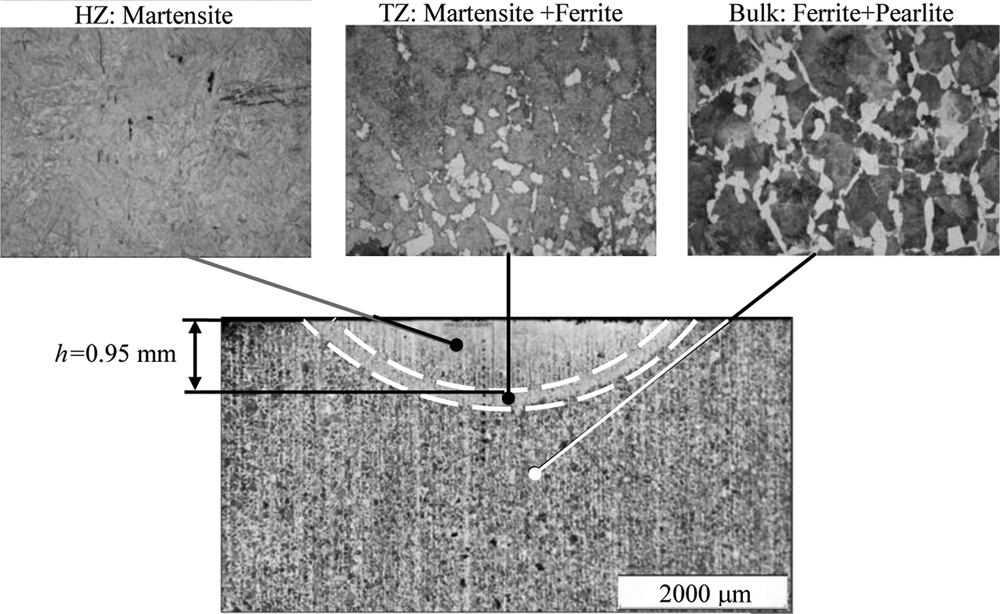 HZ: Martensite
TZ: Martensite +Ferrite
Bulk: Ferrite+Pearlite
h=0.95 mm
2000 μm